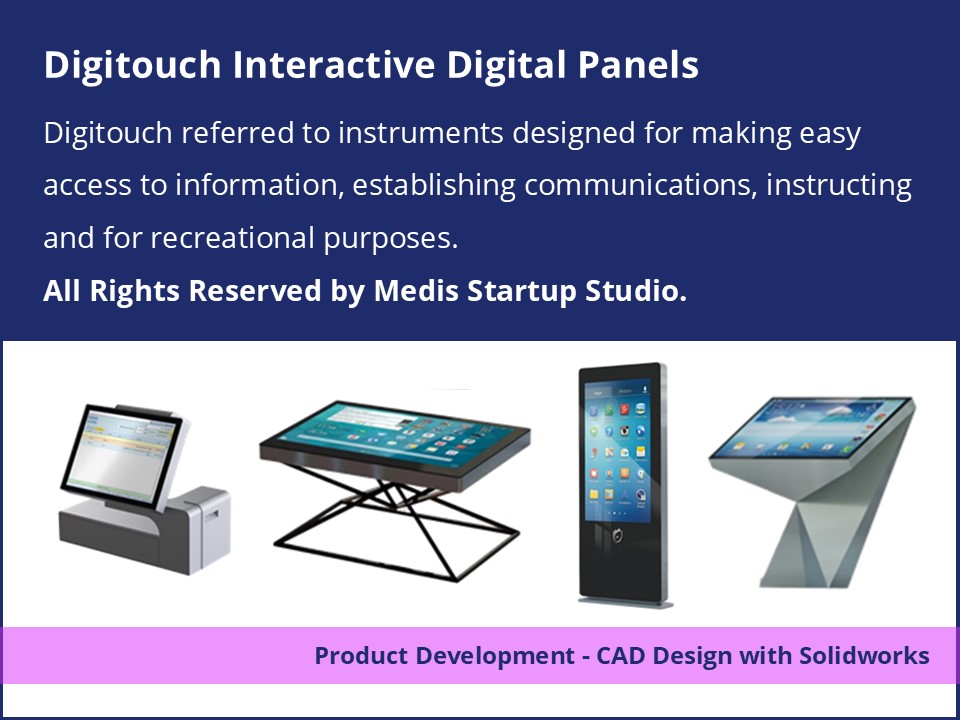 Digitouch Interactive Digital Panels
Digitouch referred to instruments designed for making easy
access to information, establishing communications, instructing
and for recreational purposes.
All Rights Reserved by Medis Startup Studio.
Product Development - CAD Design with Solidworks